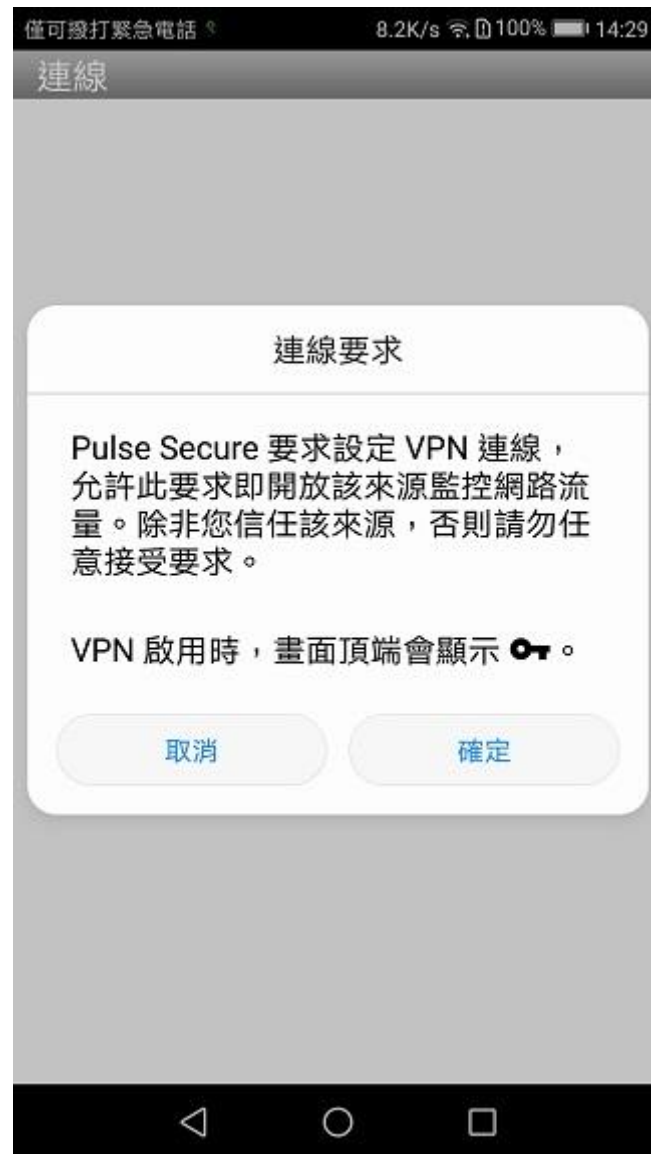 僅可撥打緊急電話 8.2K/s 100% 14:29
連線
連線要求
Pulse Secure 要求設定 VPN 連線，
允許此要求即開放該來源監控網路流
量。除非您信任該來源，否則請勿任
意接受要求。
VPN 啟用時，畫面頂端會顯示 。
取消 確定